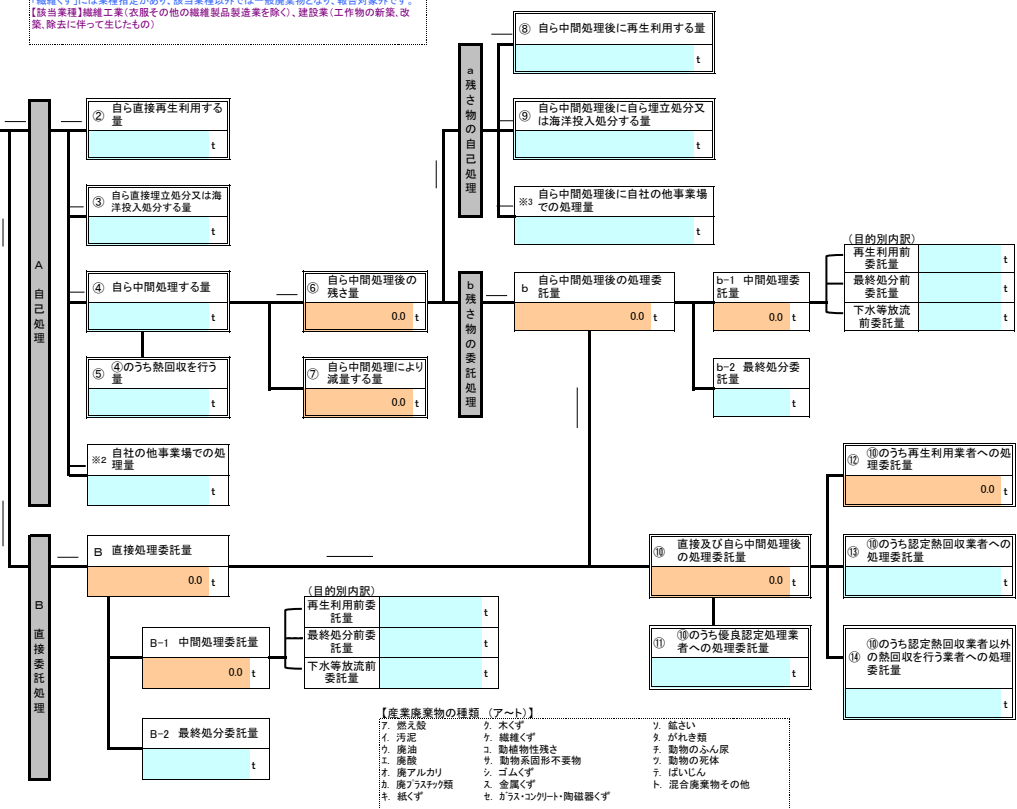 「繊維くず」には業種指定があり、該当業種以外では一般廃棄物となり、報告対象外です。
【該当業種】繊維工業(衣服その他の繊維製品製造業を除く)、建設業(工作物の新築、改
築、除去に伴って生じたもの)
A 自己処理
② 自ら直接再生利用する
量
t
③ 自ら直接埋立処分又は海
洋投入処分する量
t
④ 自ら中間処理する量
t
⑤ ④のうち熱回収を行う
量
t
※2 自社の他事業場での処
理量
t
⑥ 自ら中間処理後の
残さ量
0.0 t
⑦ 自ら中間処理により
減量する量
0.0 t
a 残さ物の自己処理
⑧ 自ら中間処理後に再生利用する量
t
⑨ 自ら中間処理後に自ら埋立処分又
は海洋投入処分する量
t
※3 自ら中間処理後に自社の他事業場
での処理量
t
b 残さ物の委託処理
b 自ら中間処理後の処理委
託量
0.0 t
b-1 中間処理委
託量
0.0 t
b-2 最終処分委
託量
t
(目的別内訳)
再生利用前
委託量
t
最終処分前
委託量
t
下水等放流
前委託量
t
B 直接委託処理
B 直接処理委託量
0.0 t
B-1 中間処理委託量
0.0 t
B-2 最終処分委託量
t
(目的別内訳)
再生利用前委
託量
t
最終処分前委
託量
t
下水等放流前
委託量
t
⑩ 直接及び自ら中間処理後
の処理委託量
0.0 t
⑪ ⑩のうち優良認定処理業
者への処理委託量
t
⑫ ⑩のうち再生利用業者への処
理委託量
0.0 t
⑬ ⑩のうち認定熱回収業者への
処理委託量
t
⑭ ⑩のうち認定熱回収業者以外
の熱回収を行う業者への処理
委託量
t
【産業廃棄物の種類 (ア~ト)】
ア. 燃え殻
イ. 汚泥
ウ. 廃油
エ. 廃酸
オ. 廃アルカリ
カ. 廃プラスチック類
キ. 紙くず
ク. 木くず
ケ. 繊維くず
コ. 動植物性残さ
サ. 動物系固形不要物
シ. ゴムくず
ス. 金属くず
セ. ガラス・コンクリート・陶磁器くず
ソ. 鉱さい
タ. がれき類
チ. 動物のふん尿
ツ. 動物の死体
テ. ばいじん
ト. 混合廃棄物その他